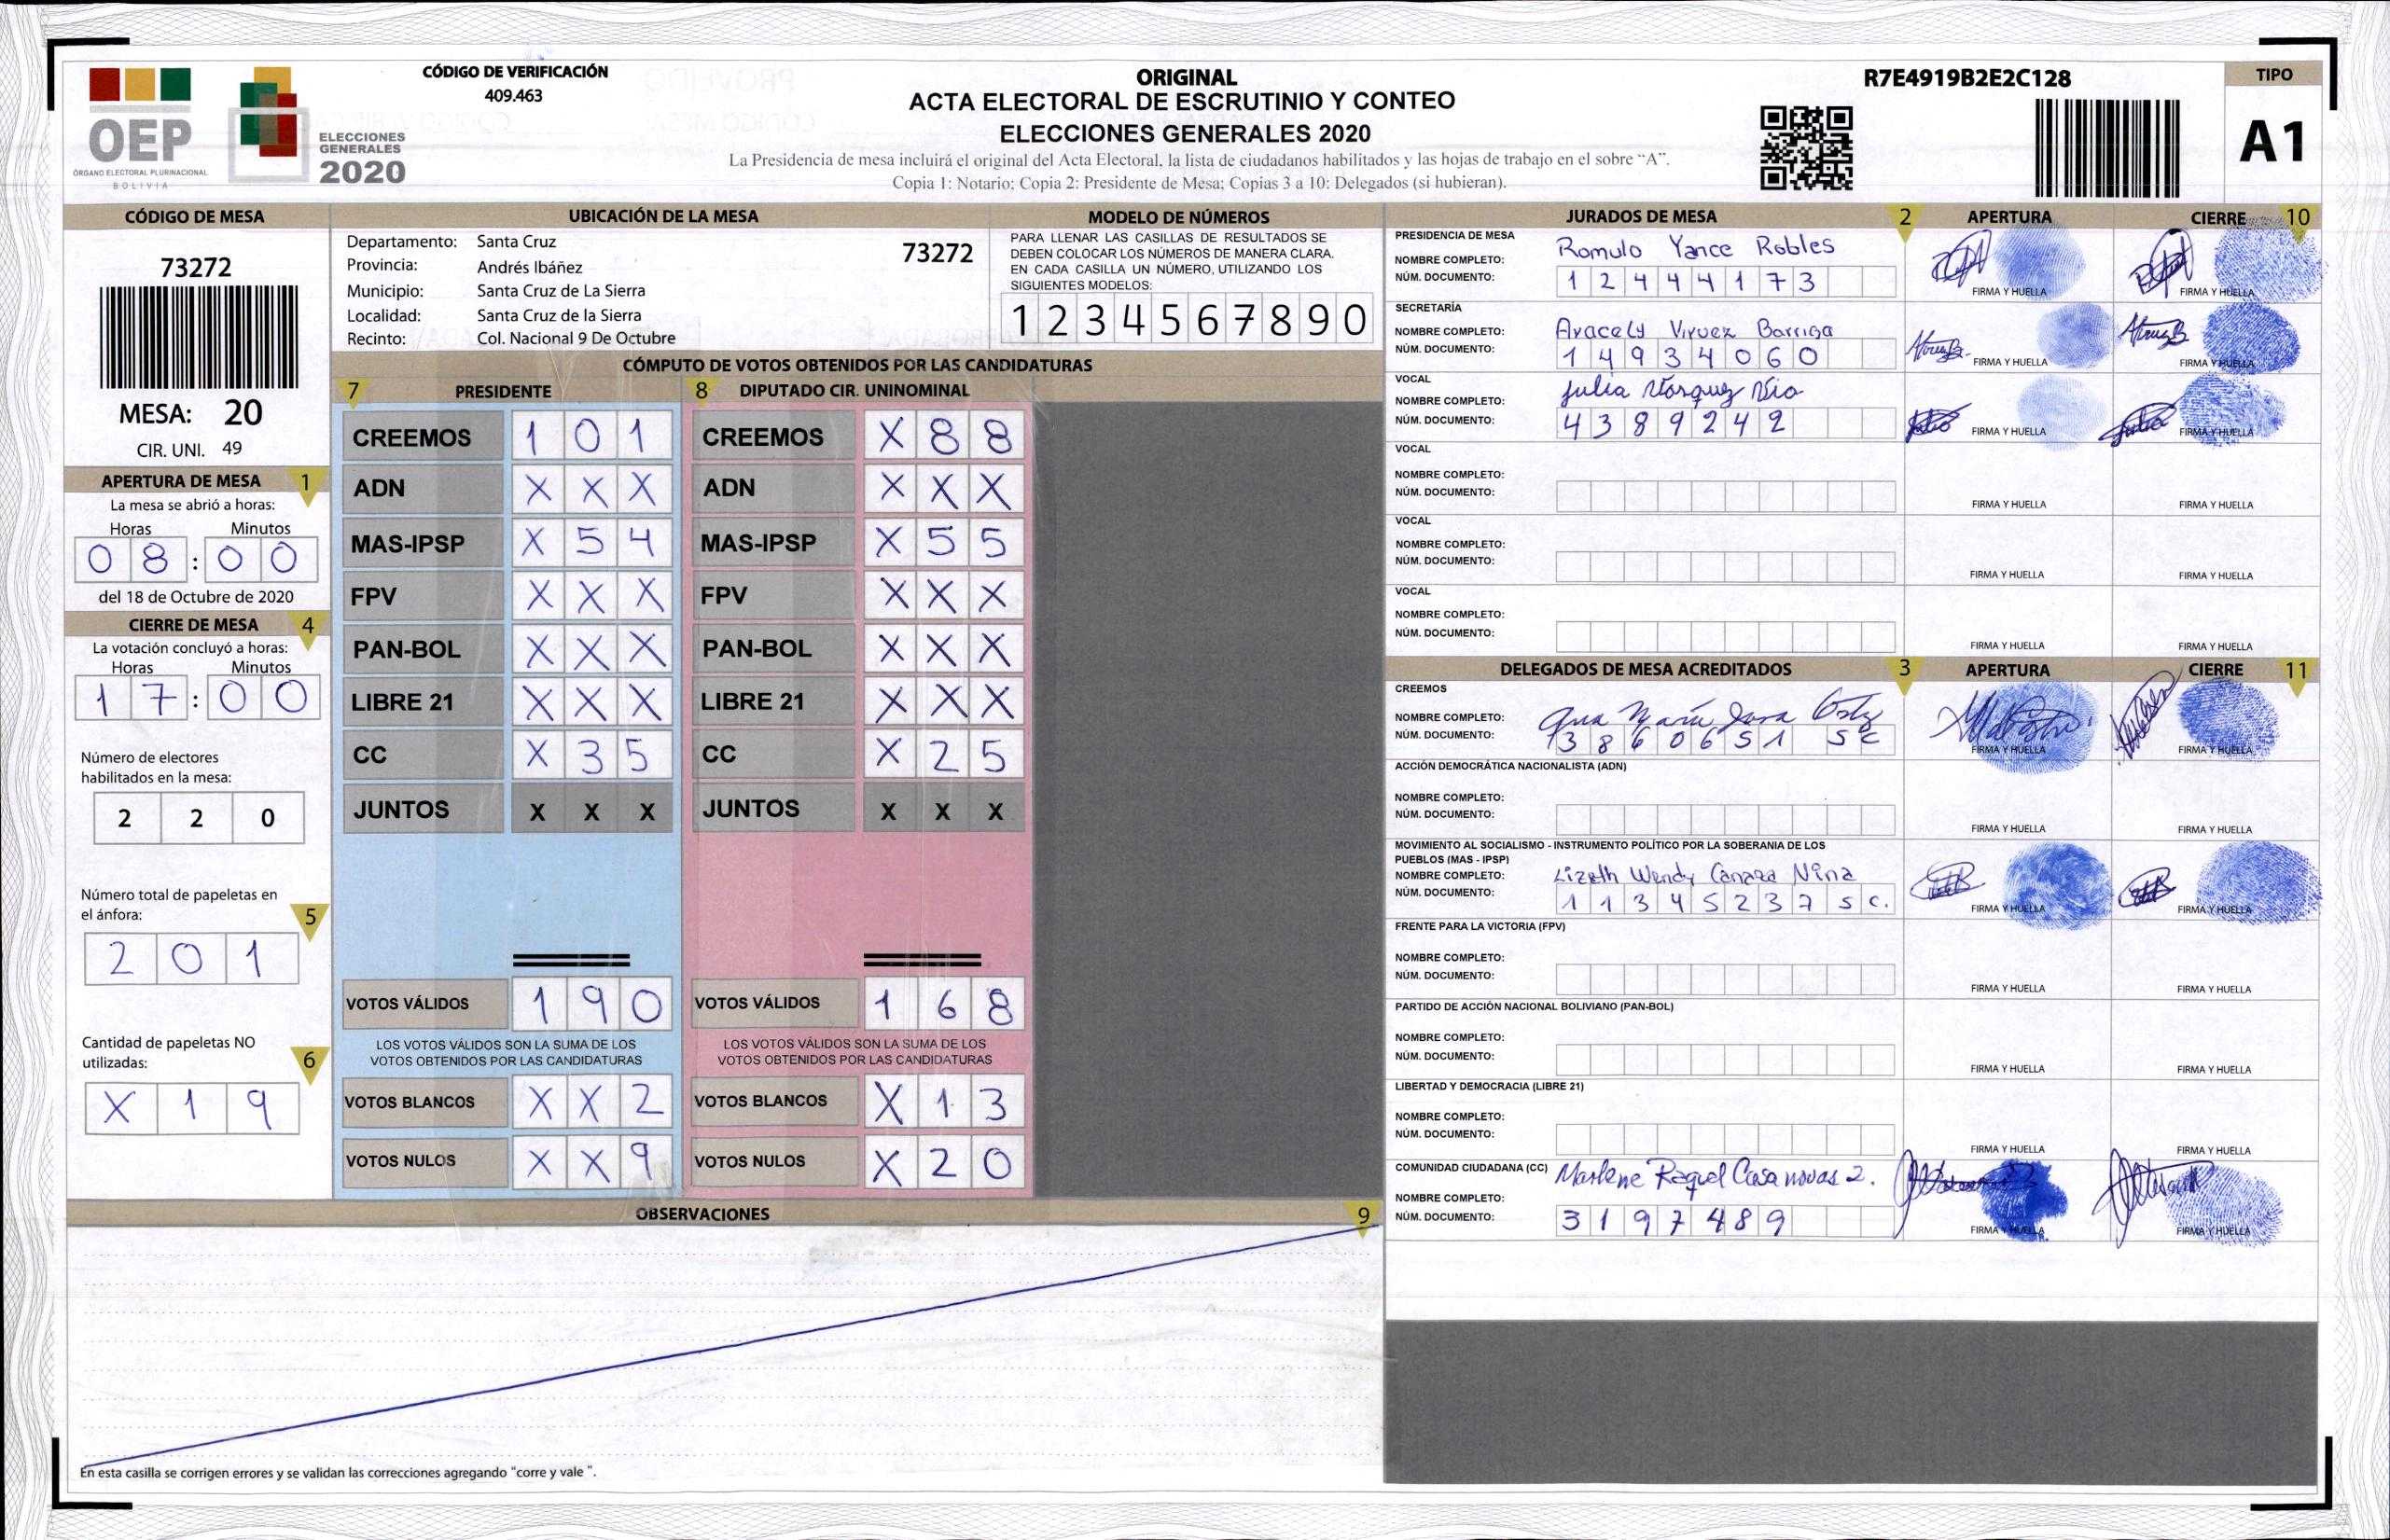 OEP
ÓRGANO ELECTORAL PLURINACIONAL
BOLIVIA
ELECCIONES
GENERALES
2020
CÓDIGO DE VERIFICACIÓN
409.463
ORIGINAL
ACTA ELECTORAL DE ESCRUTINIO Y CONTEO
ELECCIONES GENERALES 2020
La Presidencia de mesa incluirá el original del Acta Electoral, la lista de ciudadanos habilitados y las hojas de trabajo en el sobre "A".
Copia 1: Notario; Copia 2: Presidente de Mesa; Copias 3 a 10: Delegados (si hubieran).
R7E4919B2E2C128
TIPO
A1
CÓDIGO DE MESA
73272
MESA: 20
CIR. UNI. 49
APERTURA DE MESA 1
La mesa se abrió a horas:
Horas Minutos
0 8 : 0 0
del 18 de Octubre de 2020
CIERRE DE MESA 4
La votación concluyó a horas:
Horas Minutos
1 7 : 0 0
Número de electores
habilitados en la mesa:
2 2 0
Número total de papeletas en
el ánfora: 5
2 0 1
Cantidad de papeletas NO
utilizadas: 6
X 1 9
UBICACIÓN DE LA MESA
Departamento: Santa Cruz 73272
Provincia: Andrés Ibáñez
Municipio: Santa Cruz de La Sierra
Localidad: Santa Cruz de la Sierra
Recinto: Col. Nacional 9 De Octubre
MODELO DE NÚMEROS
PARA LLENAR LAS CASILLAS DE RESULTADOS SE
DEBEN COLOCAR LOS NÚMEROS DE MANERA CLARA.
EN CADA CASILLA UN NÚMERO, UTILIZANDO LOS
SIGUIENTES MODELOS:
1 2 3 4 5 6 7 8 9 0
CÓMPUTO DE VOTOS OBTENIDOS POR LAS CANDIDATURAS
7 PRESIDENTE
CREEMOS 1 0 1
ADN X X X
MAS-IPSP X 5 4
FPV X X X
PAN-BOL X X X
LIBRE 21 X X X
CC X 3 5
JUNTOS X X X
VOTOS VÁLIDOS 1 9 0
LOS VOTOS VÁLIDOS SON LA SUMA DE LOS
VOTOS OBTENIDOS POR LAS CANDIDATURAS
VOTOS BLANCOS X X 2
VOTOS NULOS X X 9
8 DIPUTADO CIR. UNINOMINAL
CREEMOS X 8 8
ADN X X X
MAS-IPSP X 5 5
FPV X X X
PAN-BOL X X X
LIBRE 21 X X X
CC X 2 5
JUNTOS X X X
VOTOS VÁLIDOS 1 6 8
LOS VOTOS VÁLIDOS SON LA SUMA DE LOS
VOTOS OBTENIDOS POR LAS CANDIDATURAS
VOTOS BLANCOS X 1 3
VOTOS NULOS X 2 0
OBSERVACIONES 9
En esta casilla se corrigen errores y se validan las correcciones agregando "corre y vale ".
JURADOS DE MESA 2 APERTURA CIERRE 10
PRESIDENCIA DE MESA
NOMBRE COMPLETO: Romulo Yance Robles
NÚM. DOCUMENTO: 1 2 4 4 4 1 7 3
FIRMA Y HUELLA FIRMA Y HUELLA
SECRETARÍA
NOMBRE COMPLETO: Aracely Viruez Barriga
NÚM. DOCUMENTO: 1 4 9 3 4 0 6 0
FIRMA Y HUELLA FIRMA Y HUELLA
VOCAL
NOMBRE COMPLETO: Julia
NÚM. DOCUMENTO: 4 3 8 9 2 4 2
FIRMA Y HUELLA FIRMA Y HUELLA
VOCAL
NOMBRE COMPLETO:
NÚM. DOCUMENTO:
FIRMA Y HUELLA FIRMA Y HUELLA
VOCAL
NOMBRE COMPLETO:
NÚM. DOCUMENTO:
FIRMA Y HUELLA FIRMA Y HUELLA
VOCAL
NOMBRE COMPLETO:
NÚM. DOCUMENTO:
FIRMA Y HUELLA FIRMA Y HUELLA
DELEGADOS DE MESA ACREDITADOS 3 APERTURA CIERRE 11
CREEMOS
NOMBRE COMPLETO: Ana María
NÚM. DOCUMENTO: 3 8 6 0 6 5 1 S C
FIRMA Y HUELLA FIRMA Y HUELLA
ACCIÓN DEMOCRÁTICA NACIONALISTA (ADN)
NOMBRE COMPLETO:
NÚM. DOCUMENTO:
FIRMA Y HUELLA FIRMA Y HUELLA
MOVIMIENTO AL SOCIALISMO - INSTRUMENTO POLÍTICO POR LA SOBERANIA DE LOS
PUEBLOS (MAS - IPSP)
NOMBRE COMPLETO: Lizeth Wendy Nina
NÚM. DOCUMENTO: 1 1 3 4 5 2 3 7 S C.
FIRMA Y HUELLA FIRMA Y HUELLA
FRENTE PARA LA VICTORIA (FPV)
NOMBRE COMPLETO:
NÚM. DOCUMENTO:
FIRMA Y HUELLA FIRMA Y HUELLA
PARTIDO DE ACCIÓN NACIONAL BOLIVIANO (PAN-BOL)
NOMBRE COMPLETO:
NÚM. DOCUMENTO:
FIRMA Y HUELLA FIRMA Y HUELLA
LIBERTAD Y DEMOCRACIA (LIBRE 21)
NOMBRE COMPLETO:
NÚM. DOCUMENTO:
FIRMA Y HUELLA FIRMA Y HUELLA
COMUNIDAD CIUDADANA (CC) Marlene Raquel Casanovas Z.
NOMBRE COMPLETO:
NÚM. DOCUMENTO: 3 1 9 7 4 8 9
FIRMA Y HUELLA FIRMA Y HUELLA